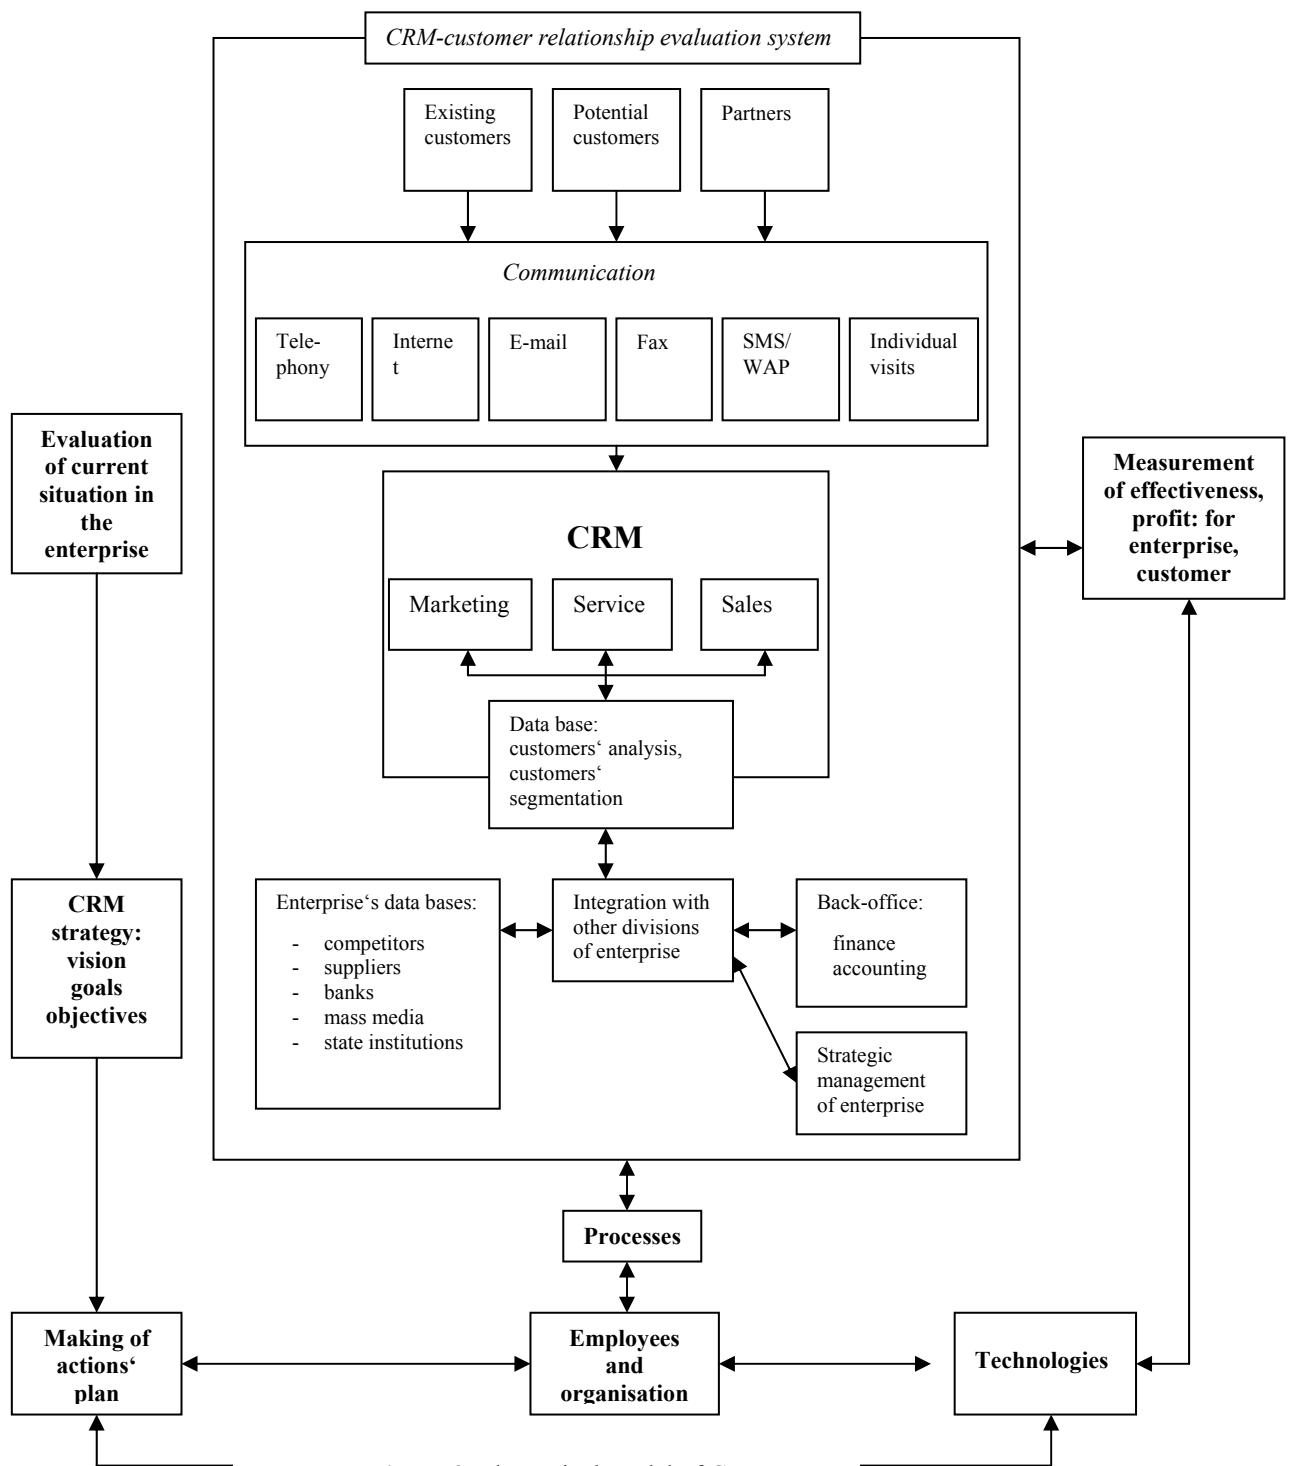 CRM-customer relationship evaluation system
Existing
customers
Potential
customers
Partners
Communication
Tele-
phony
Interne
t
E-mail
Fax
SMS/
WAP
Individual
visits
Evaluation
of current
situation in
the
enterprise
Measurement
of effectiveness,
profit: for
enterprise,
customer
CRM
Marketing
Service
Sales
Data base:
customers‘ analysis,
customers‘
segmentation
CRM
strategy:
vision
goals
objectives
Enterprise‘s data bases:
- competitors
- suppliers
- banks
- mass media
- state institutions
Integration with
other divisions
of enterprise
Back-office:
finance
accounting
Strategic
management
of enterprise
Processes
Making of
actions‘
plan
Employees
and
organisation
Technologies